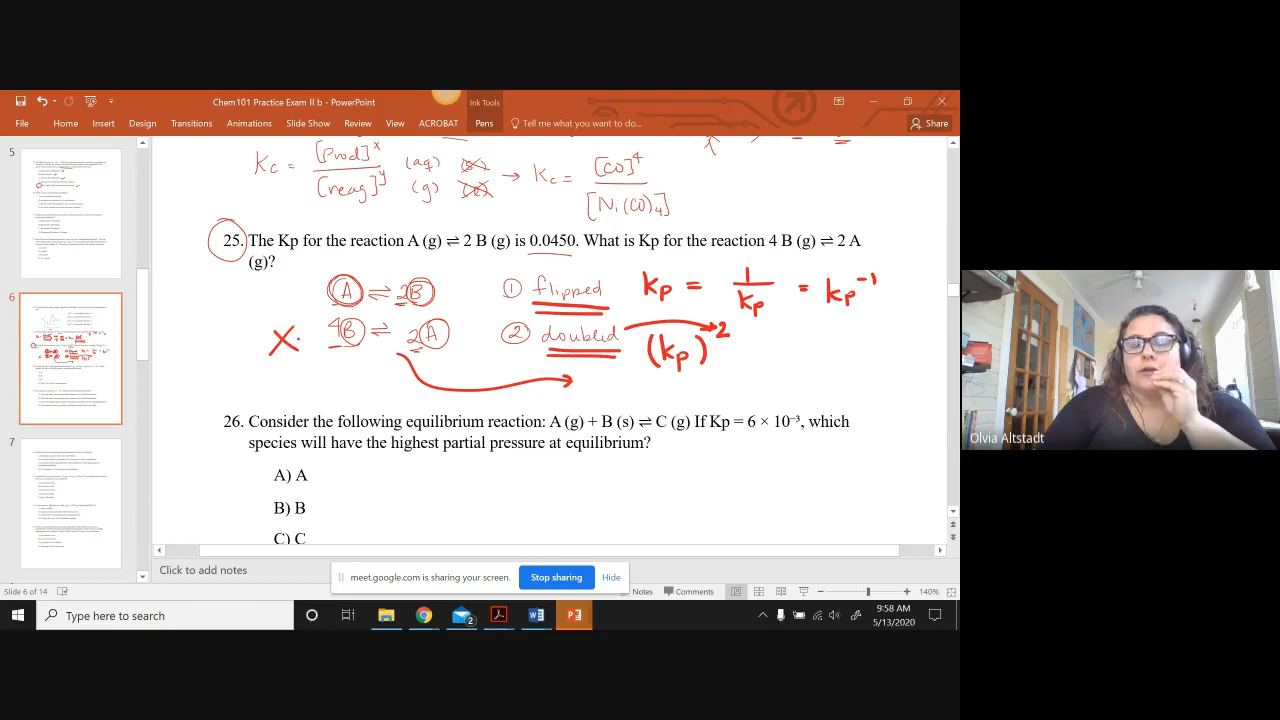 Chem101 Practice Exam II b - PowerPoint
Ink Tools
File Home Insert Design Transitions Animations Slide Show Review View ACROBAT Pens Tell me what you want to do... Share
5
6
7
Kc = [Prod]ˣ / [reag]ʸ (aq) (g) → Kc = [CO]⁴ / [Ni(CO)₄]
25. The Kp for the reaction A (g) ⇌ 2 B (g) is 0.0450. What is Kp for the reaction 4 B (g) ⇌ 2 A
(g)?
A ⇌ 2B ① flipped Kp = 1/Kp = Kp⁻¹
X. 4B ⇌ 2A ② doubled (Kp)²
26. Consider the following equilibrium reaction: A (g) + B (s) ⇌ C (g) If Kp = 6 × 10⁻³, which
species will have the highest partial pressure at equilibrium?
A) A
B) B
C) C
Olvia Altstadt
Click to add notes
meet.google.com is sharing your screen. Stop sharing Hide
Slide 6 of 14 Notes Comments 140%
Type here to search
2
9:58 AM
5/13/2020